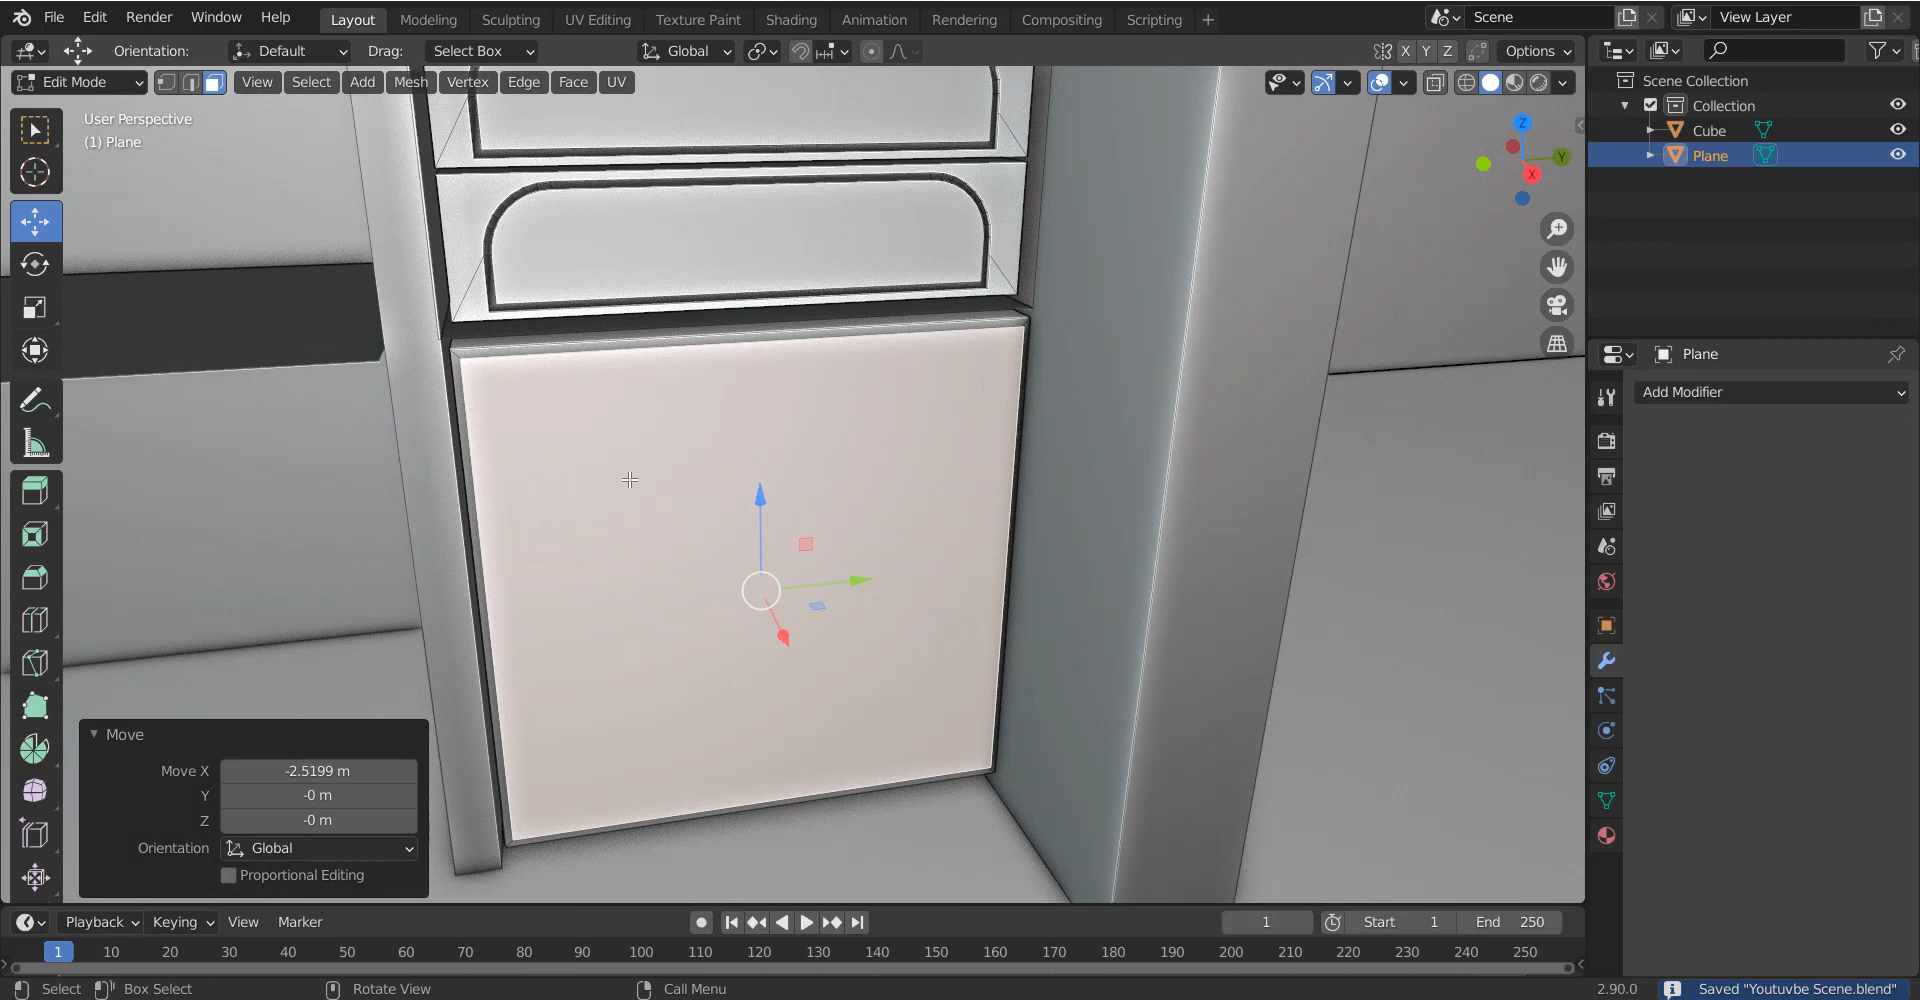 File Edit Render Window Help Layout Modeling Sculpting UV Editing Texture Paint Shading Animation Rendering Compositing Scripting Scene View Layer
Orientation: Default Drag: Select Box Global X Y Z Options
Edit Mode View Select Add Mesh Vertex Edge Face UV
Scene Collection
Collection
Cube
Plane
User Perspective
(1) Plane
Z
Y
X
Plane
Add Modifier
Move
Move X -2.5199 m
Y -0 m
Z -0 m
Orientation Global
Proportional Editing
Playback Keying View Marker 1 Start 1 End 250
1 10 20 30 40 50 60 70 80 90 100 110 120 130 140 150 160 170 180 190 200 210 220 230 240 250
Select Box Select Rotate View Call Menu 2.90.0 Saved "Youtuvbe Scene.blend"